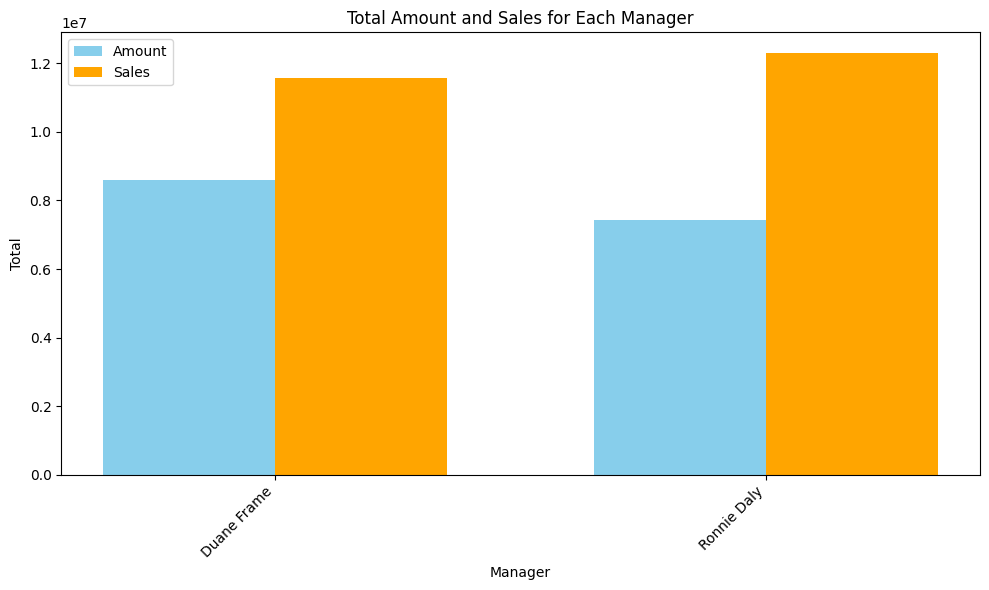 Total Amount and Sales for Each Manager
1e7
Amount
Sales
1.2
1.0
0.8
0.6
0.4
0.2
0.0
Total
Duane Frame
Ronnie Daly
Manager